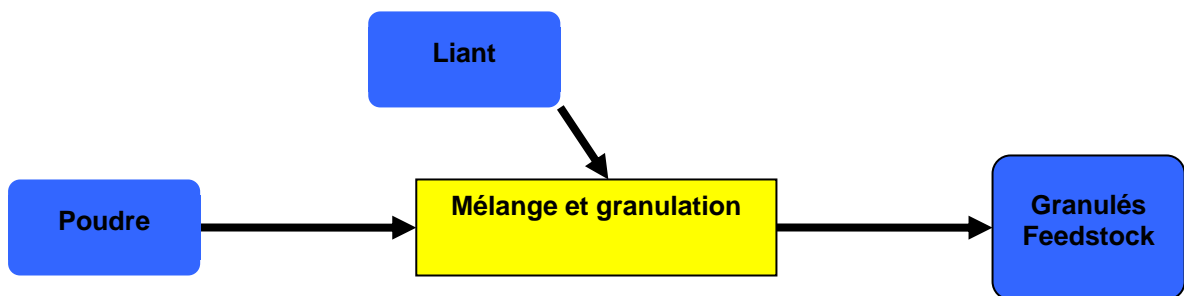 Liant
Poudre
Mélange et granulation
Granulés
Feedstock